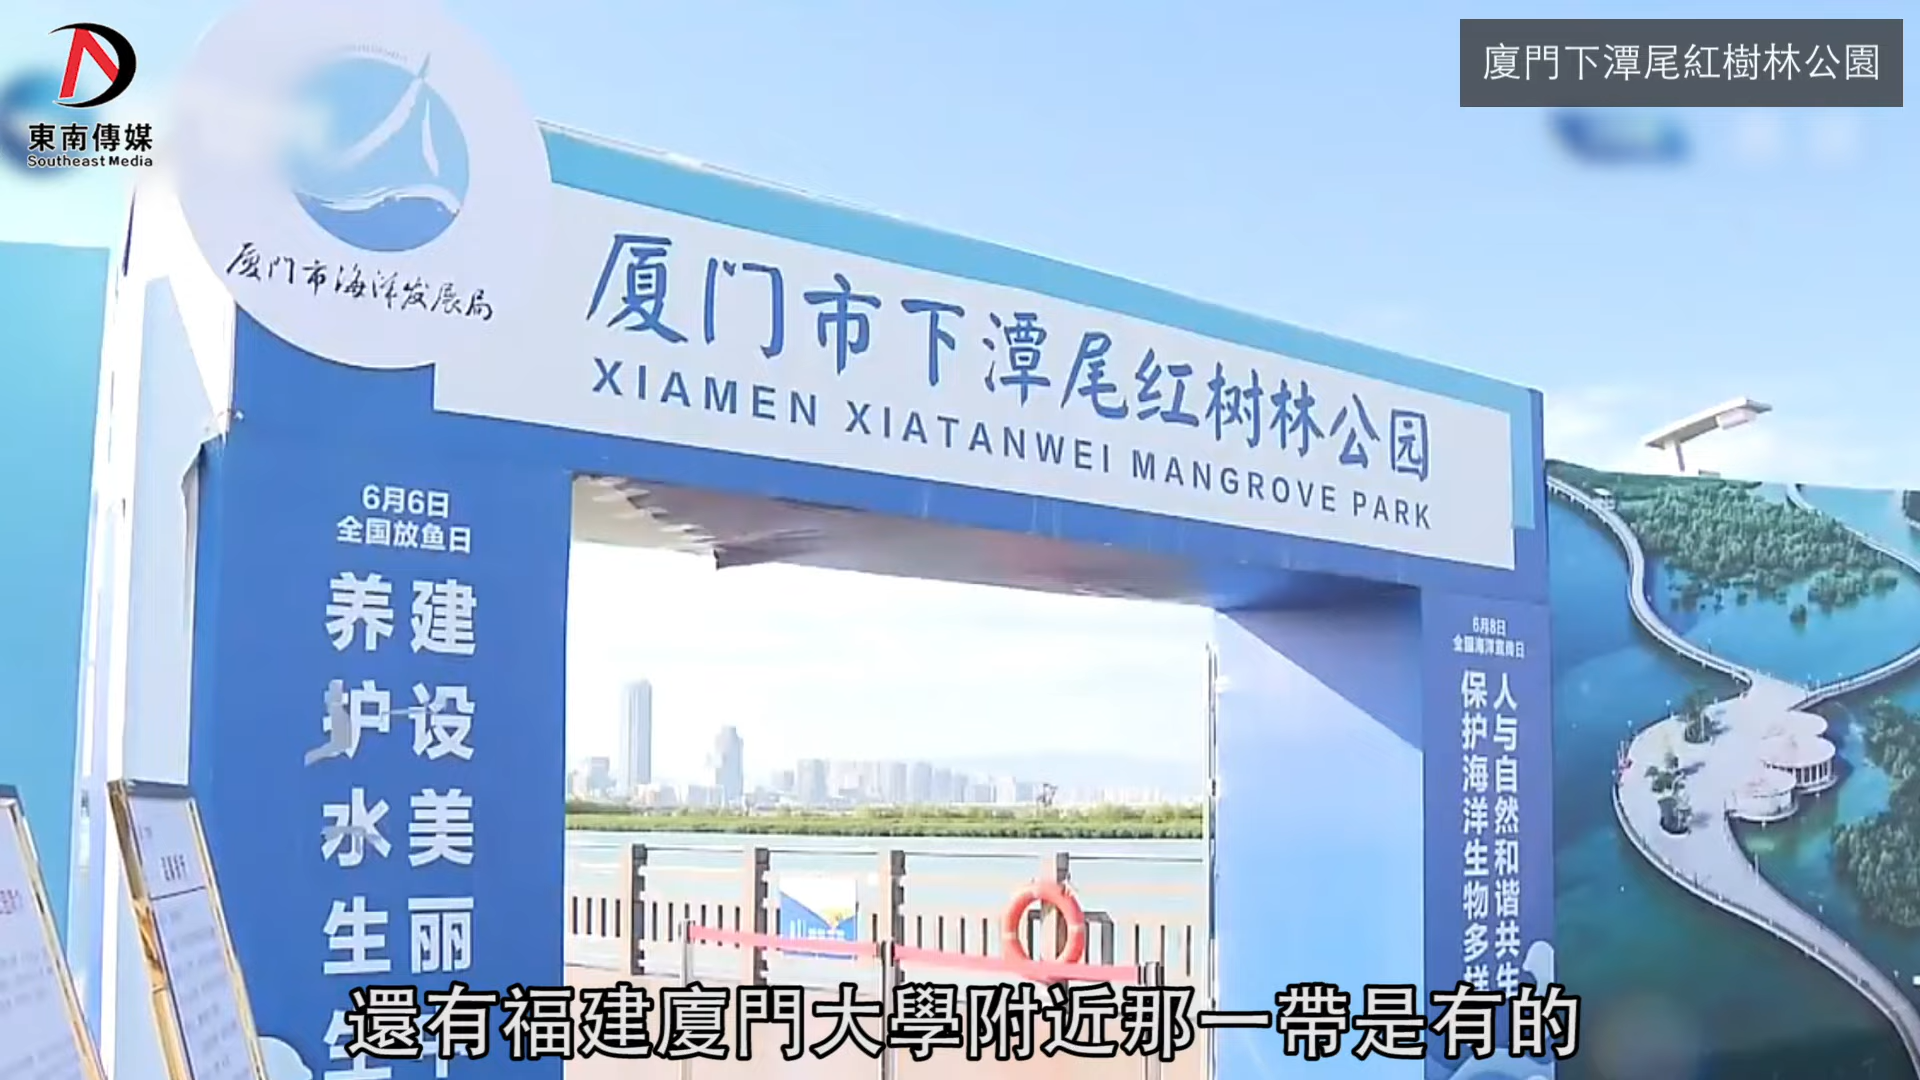 東南傳媒
Southeast Media
廈門下潭尾紅樹林公園
厦门市海洋发展局
厦门市下潭尾红树林公园
XIAMEN XIATANWEI MANGROVE PARK
6月6日
全国放鱼日
建设美丽
养护水生
6月8日
全国海洋宣传日
人与自然和谐共生
保护海洋生物多样
還有福建廈門大學附近那一帶是有的